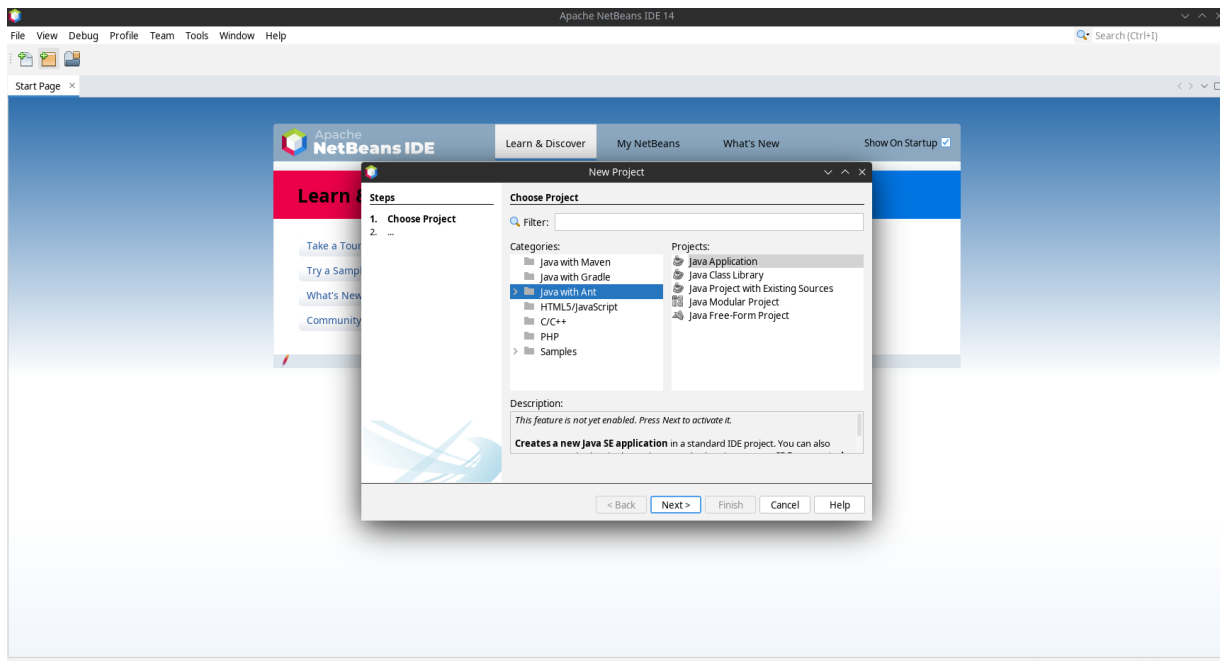 Apache NetBeans IDE 14
File View Debug Profile Team Tools Window Help
Search (Ctrl+I)
Start Page
Apache
NetBeans IDE
Learn & Discover
My NetBeans
What's New
Show On Startup
Learn &
Take a Tour
Try a Sampl
What's New
Community
New Project
Steps
1. Choose Project
2. ...
Choose Project
Filter:
Categories:
Java with Maven
Java with Gradle
Java with Ant
HTML5/JavaScript
C/C++
PHP
Samples
Projects:
Java Application
Java Class Library
Java Project with Existing Sources
Java Modular Project
Java Free-Form Project
Description:
This feature is not yet enabled. Press Next to activate it.
Creates a new Java SE application in a standard IDE project. You can also
< Back
Next >
Finish
Cancel
Help